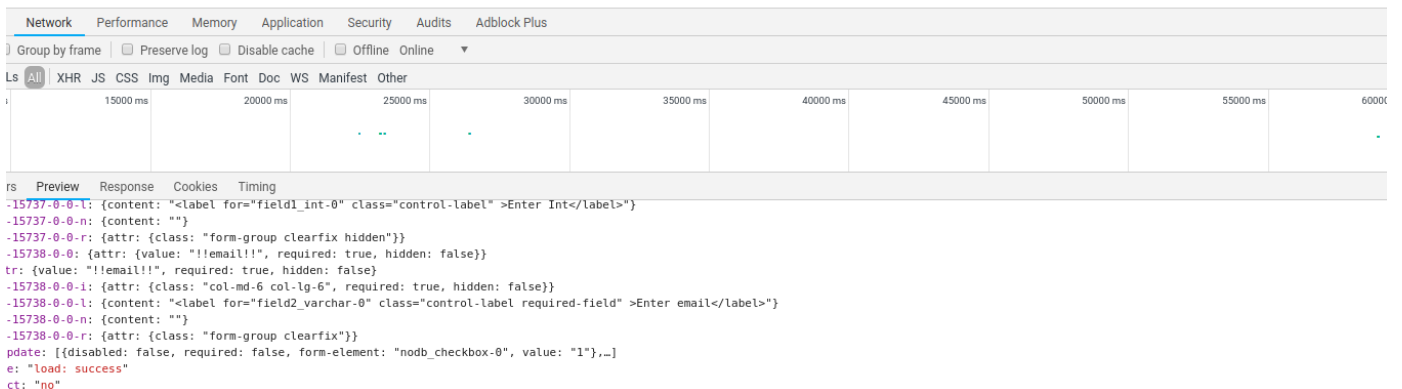 Network Performance Memory Application Security Audits Adblock Plus
Group by frame Preserve log Disable cache Offline Online
Ls All XHR JS CSS Img Media Font Doc WS Manifest Other
15000 ms 20000 ms 25000 ms 30000 ms 35000 ms 40000 ms 45000 ms 50000 ms 55000 ms 60000
rs Preview Response Cookies Timing
-15737-0-0-l: {content: "<label for="field1_int-0" class="control-label" >Enter Int</label>"}
-15737-0-0-n: {content: ""}
-15737-0-0-r: {attr: {class: "form-group clearfix hidden"}}
-15738-0-0: {attr: {value: "!!email!!", required: true, hidden: false}}
tr: {value: "!!email!!", required: true, hidden: false}
-15738-0-0-i: {attr: {class: "col-md-6 col-lg-6", required: true, hidden: false}}
-15738-0-0-l: {content: "<label for="field2_varchar-0" class="control-label required-field" >Enter email</label>"}
-15738-0-0-n: {content: ""}
-15738-0-0-r: {attr: {class: "form-group clearfix"}}
pdate: [{disabled: false, required: false, form-element: "nodb_checkbox-0", value: "1"},…]
e: "load: success"
ct: "no"